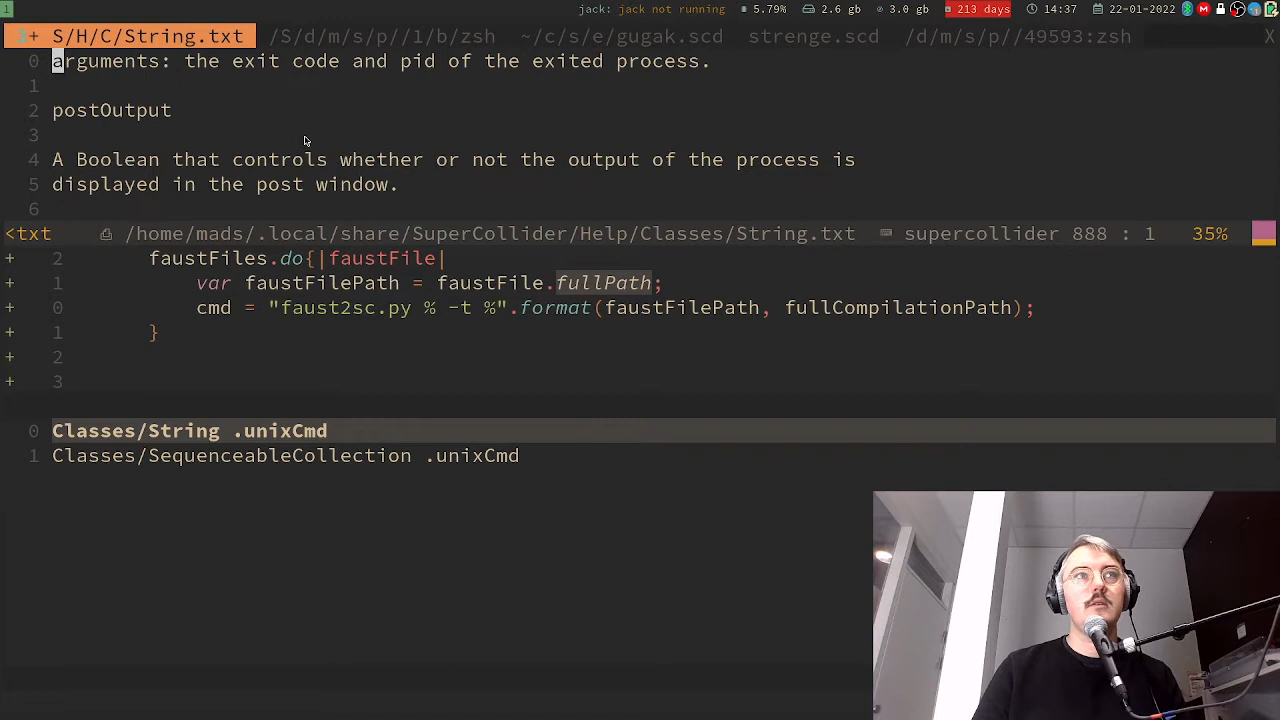 1 jack: jack not running 5.79% 2.6 gb 3.0 gb 213 days 14:37 22-01-2022
3+ S/H/C/String.txt /S/d/m/s/p//1/b/zsh ~/c/s/e/gugak.scd strenge.scd /d/m/s/p//49593:zsh X
0 arguments: the exit code and pid of the exited process.
1
2 postOutput
3
4 A Boolean that controls whether or not the output of the process is
5 displayed in the post window.
6
<txt /home/mads/.local/share/SuperCollider/Help/Classes/String.txt supercollider 888 : 1 35%
+ 2 faustFiles.do{|faustFile|
+ 1 var faustFilePath = faustFile.fullPath;
+ 0 cmd = "faust2sc.py % -t %".format(faustFilePath, fullCompilationPath);
+ 1 }
+ 2
+ 3
0 Classes/String .unixCmd
1 Classes/SequenceableCollection .unixCmd